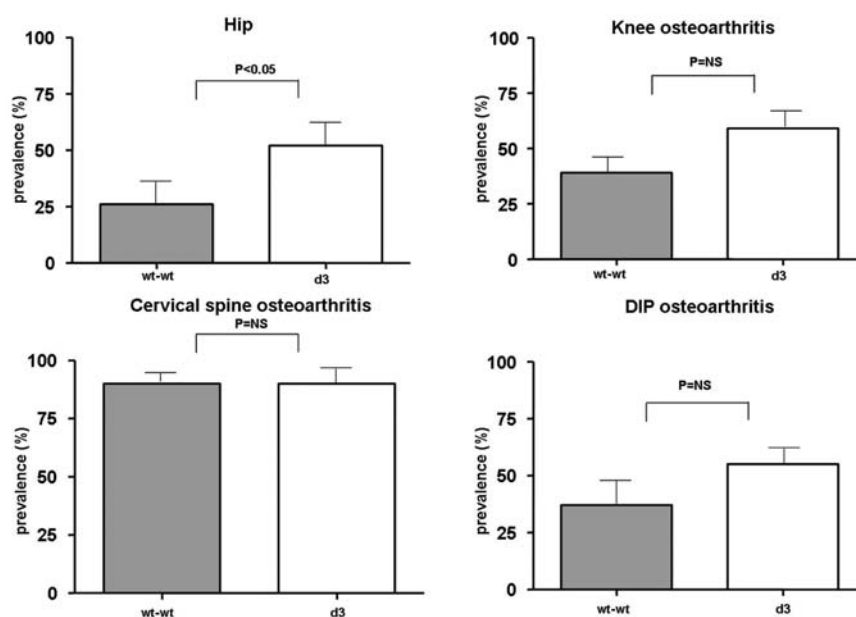 Hip
P<0.05
prevalence (%)
100
75
50
25
0
wt-wt d3
Knee osteoarthritis
P=NS
prevalence (%)
100
75
50
25
0
wt-wt d3
Cervical spine osteoarthritis
P=NS
prevalence (%)
100
75
50
25
0
wt-wt d3
DIP osteoarthritis
P=NS
prevalence (%)
100
75
50
25
0
wt-wt d3